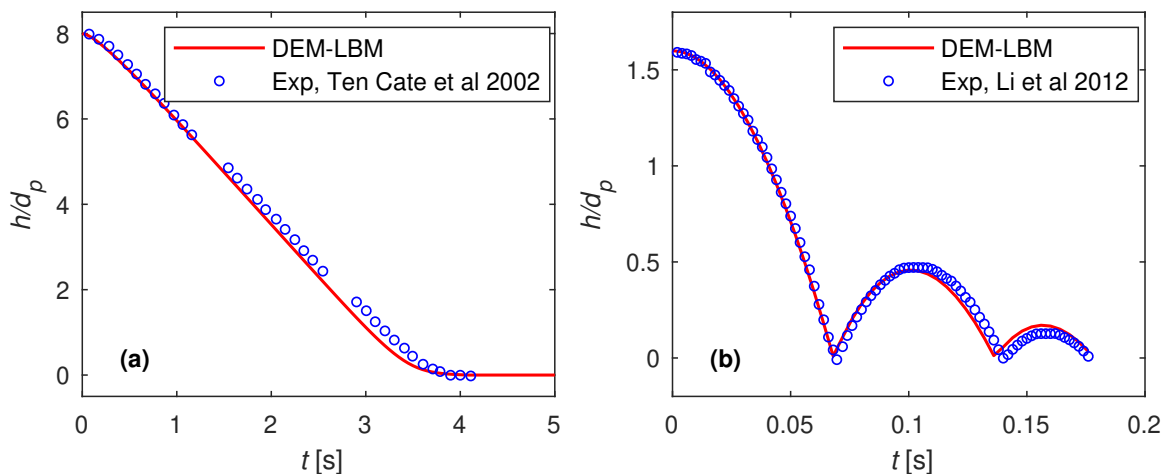 8
6
4
2
0
h/d_p
DEM-LBM
Exp, Ten Cate et al 2002
(a)
0 1 2 3 4 5
t [s]
1.5
1
0.5
0
h/d_p
DEM-LBM
Exp, Li et al 2012
(b)
0 0.05 0.1 0.15 0.2
t [s]